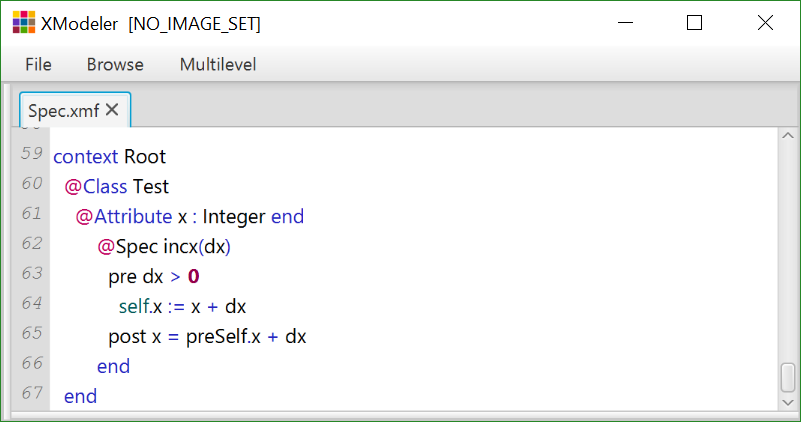 XModeler [NO_IMAGE_SET]
File Browse Multilevel
Spec.xmf
59 context Root
60 @Class Test
61 @Attribute x : Integer end
62 @Spec incx(dx)
63 pre dx > 0
64 self.x := x + dx
65 post x = preSelf.x + dx
66 end
67 end